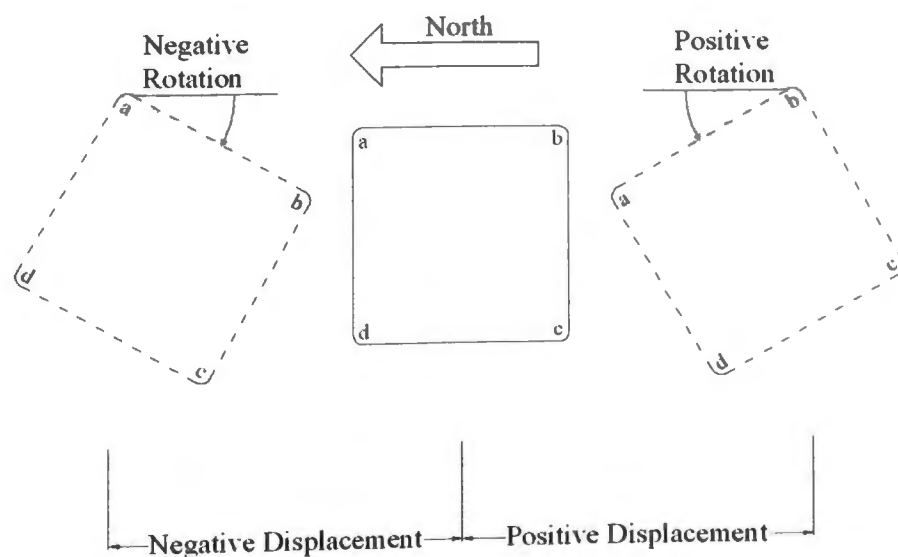 North
Negative
Rotation
Positive
Rotation
a
b
c
d
a
b
c
d
b
a
c
d
Negative Displacement
Positive Displacement